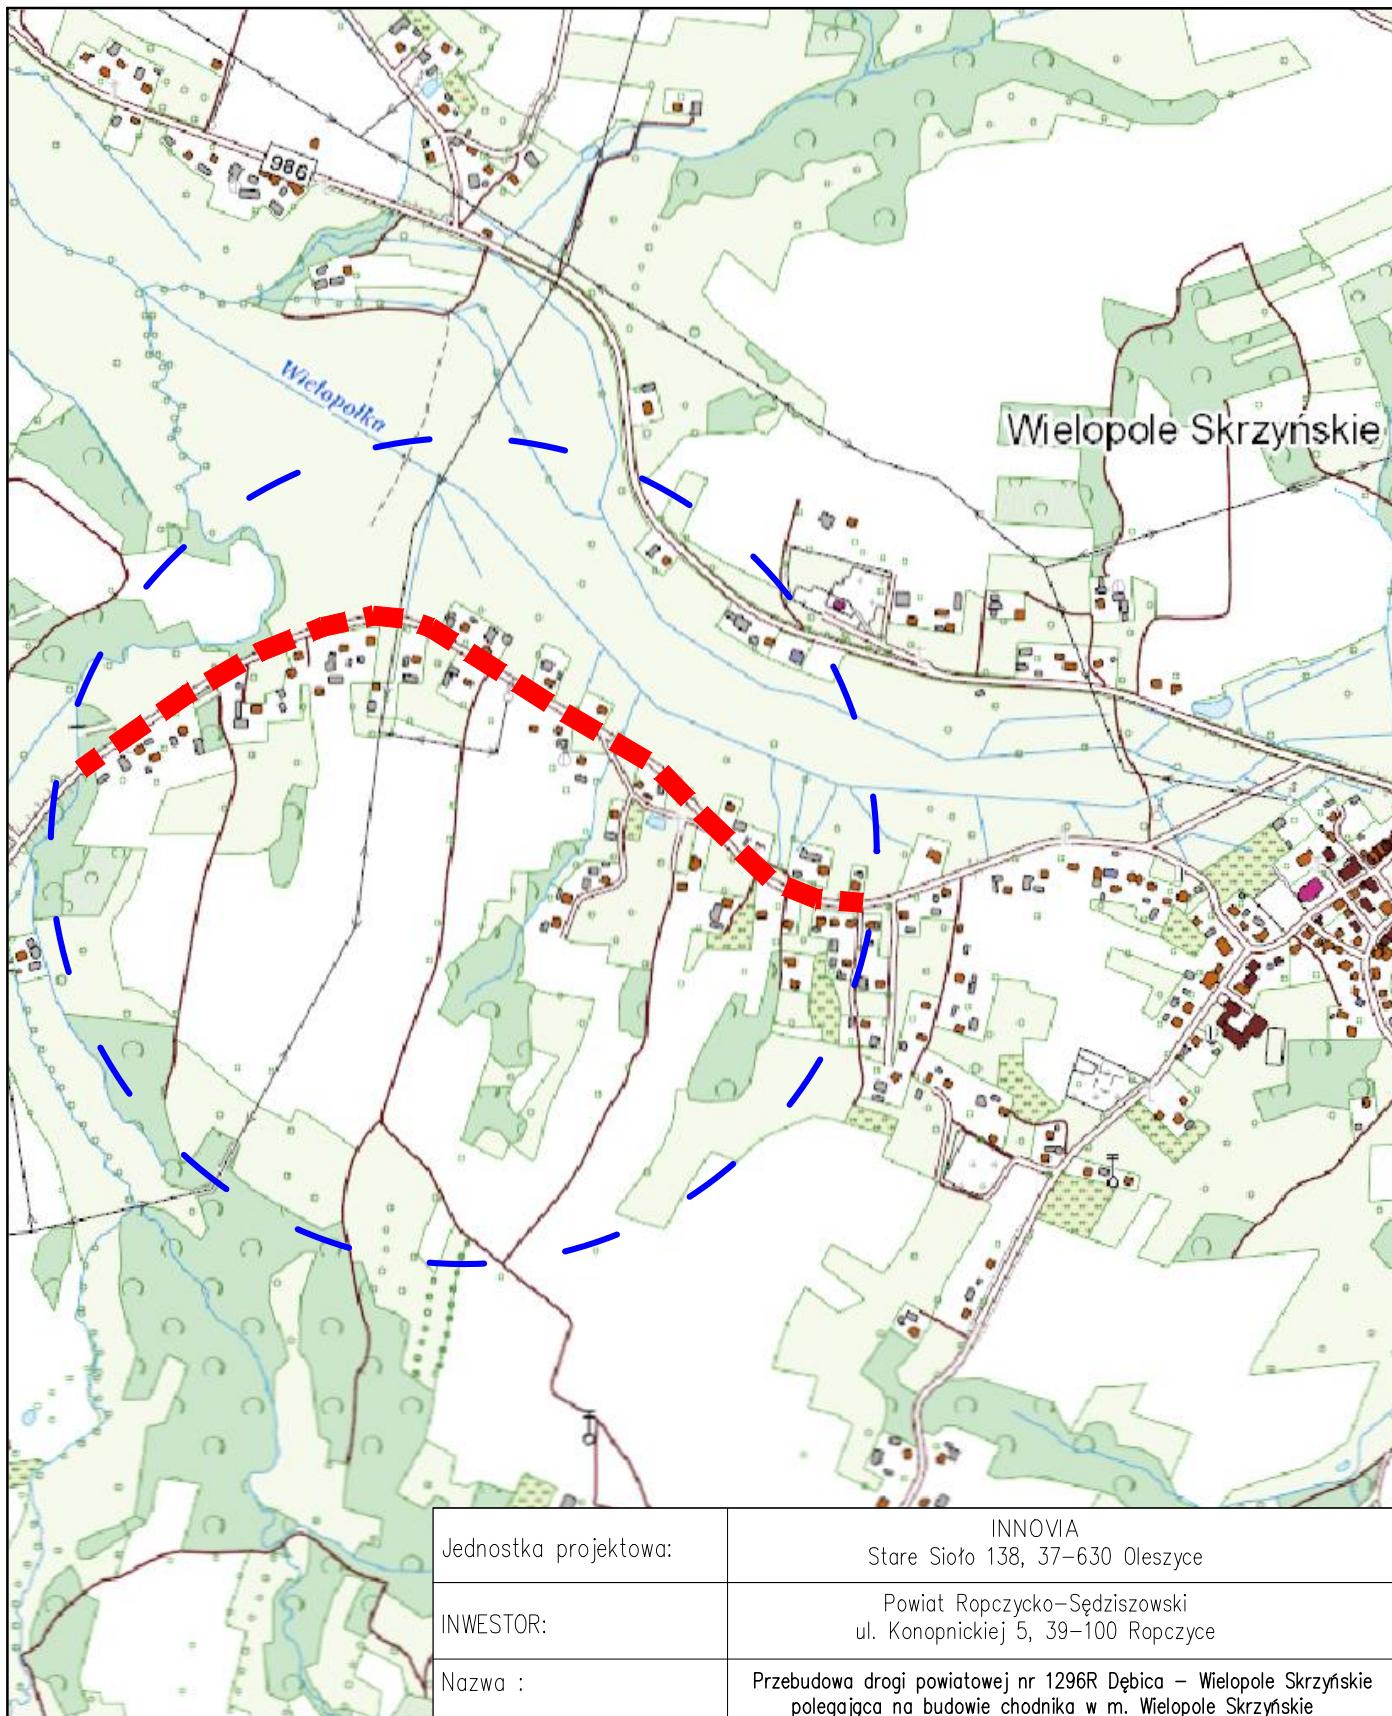 986
Wielopolka
Wielopole Skrzyńskie
Jednostka projektowa:
INNOVIA
Stare Sioło 138, 37-630 Oleszyce
INWESTOR:
Powiat Ropczycko-Sędziszowski
ul. Konopnickiej 5, 39-100 Ropczyce
Nazwa :
Przebudowa drogi powiatowej nr 1296R Dębica - Wielopole Skrzyńskie
polegająca na budowie chodnika w m. Wielopole Skrzyńskie